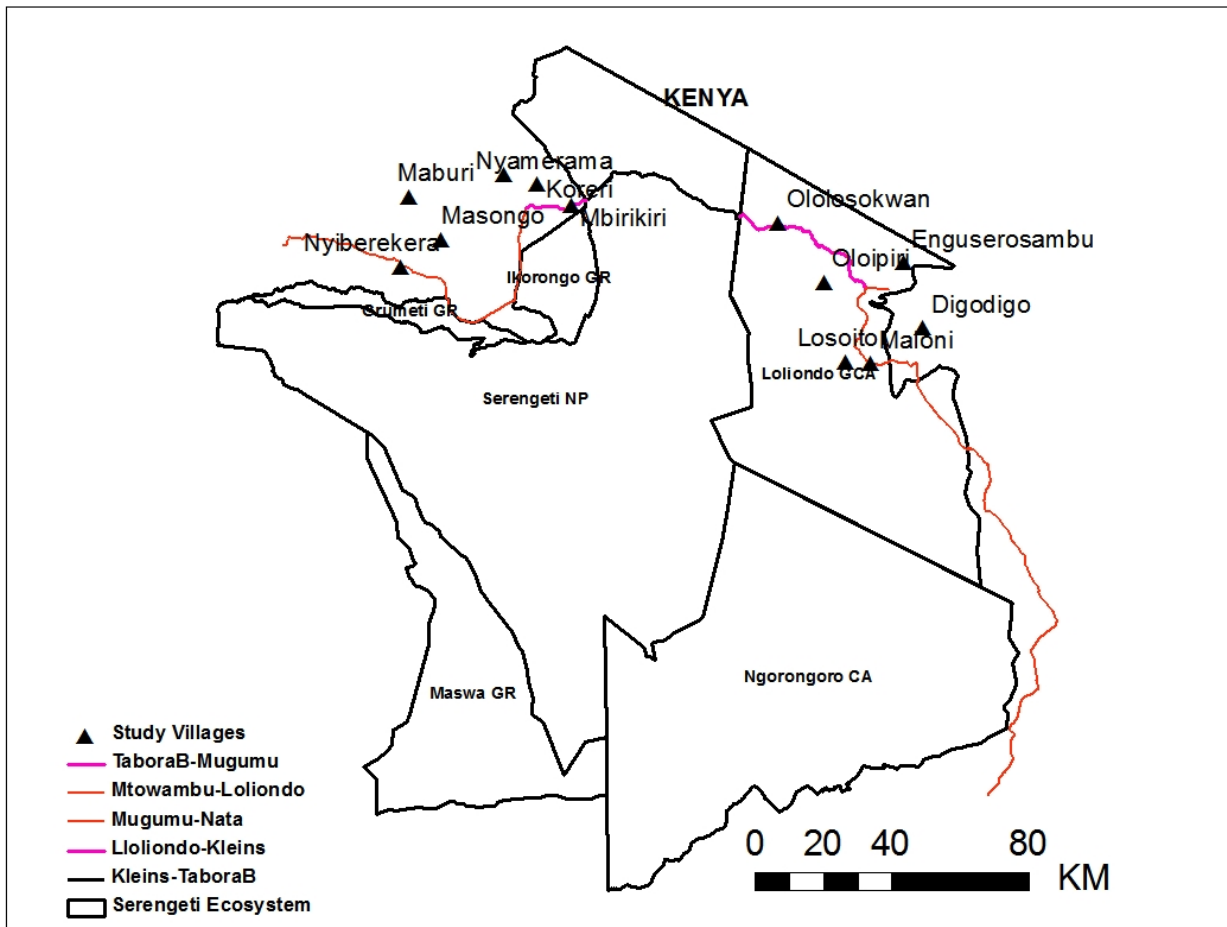 KENYA
Nyamerama
Maburi
Koreri
Ololosokwan
Masongo
Mbirikiri
Nyiberekera
Enguserosambu
Oloipiri
Ikorongo GR
Grumeti GR
Digodigo
Losoito
Maloni
Loliondo GCA
Serengeti NP
Ngorongoro CA
Maswa GR
Study Villages
TaboraB-Mugumu
Mtowambu-Loliondo
Mugumu-Nata
Lloliondo-Kleins
Kleins-TaboraB
Serengeti Ecosystem
0 20 40 80
KM